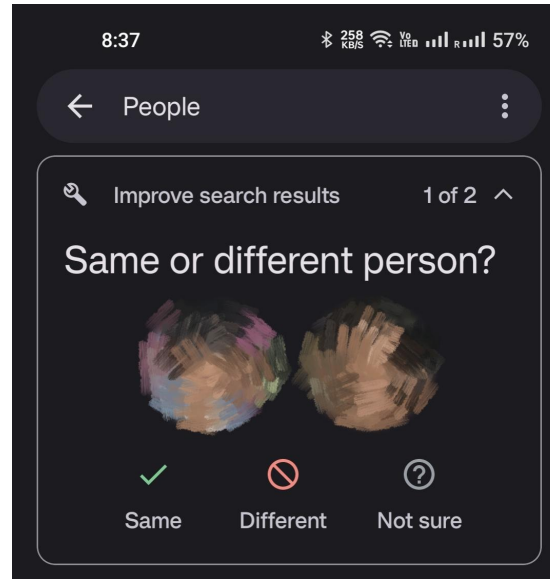 8:37 258 KB/S Vo LTED R 57%
People
Improve search results 1 of 2
Same or different person?
Same Different Not sure